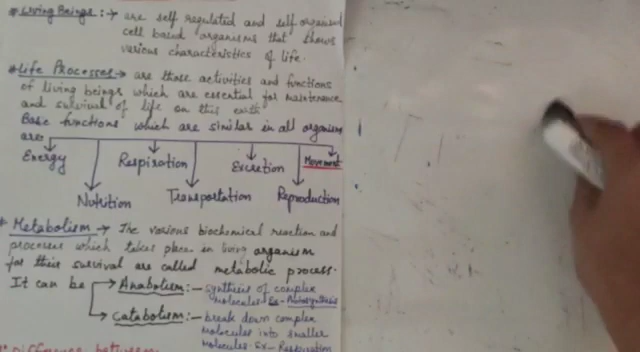 *Living Beings:→ are self regulated and self organised
cell based organisms that shows
various characteristics of life.
*Life Processes→ are those activities and functions
of living beings which are essential for maintenence
and survival of life on this earth
Basic functions which are similar in all organism
are
Energy Respiration Excretion Movement
Nutrition Transportation Reproduction
* Metabolism → The various biochemical reaction and
processes which takes place in living organism
for their survival are called metabolic process.
It can be → Anabolism:- synthesis of complex
molecules Ex- Photosynthesis
→ Catabolism:- break down complex
molecules into smaller
molecules. Ex- Respiration
Difference between